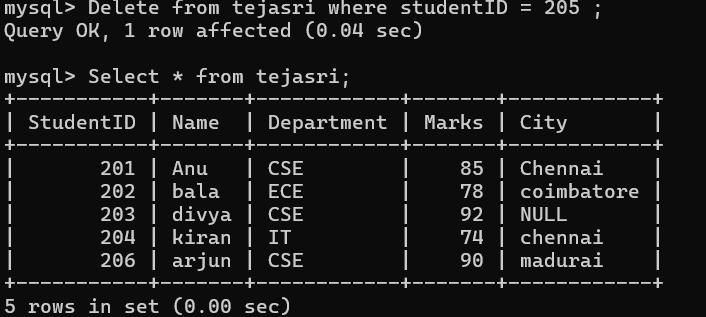 mysql> Delete from tejasri where studentID = 205 ;
Query OK, 1 row affected (0.04 sec)

mysql> Select * from tejasri;
+-----------+-------+------------+-------+------------+
| StudentID | Name  | Department | Marks | City       |
+-----------+-------+------------+-------+------------+
|       201 | Anu   | CSE        |    85 | Chennai    |
|       202 | bala  | ECE        |    78 | coimbatore |
|       203 | divya | CSE        |    92 | NULL       |
|       204 | kiran | IT         |    74 | chennai    |
|       206 | arjun | CSE        |    90 | madurai    |
+-----------+-------+------------+-------+------------+
5 rows in set (0.00 sec)